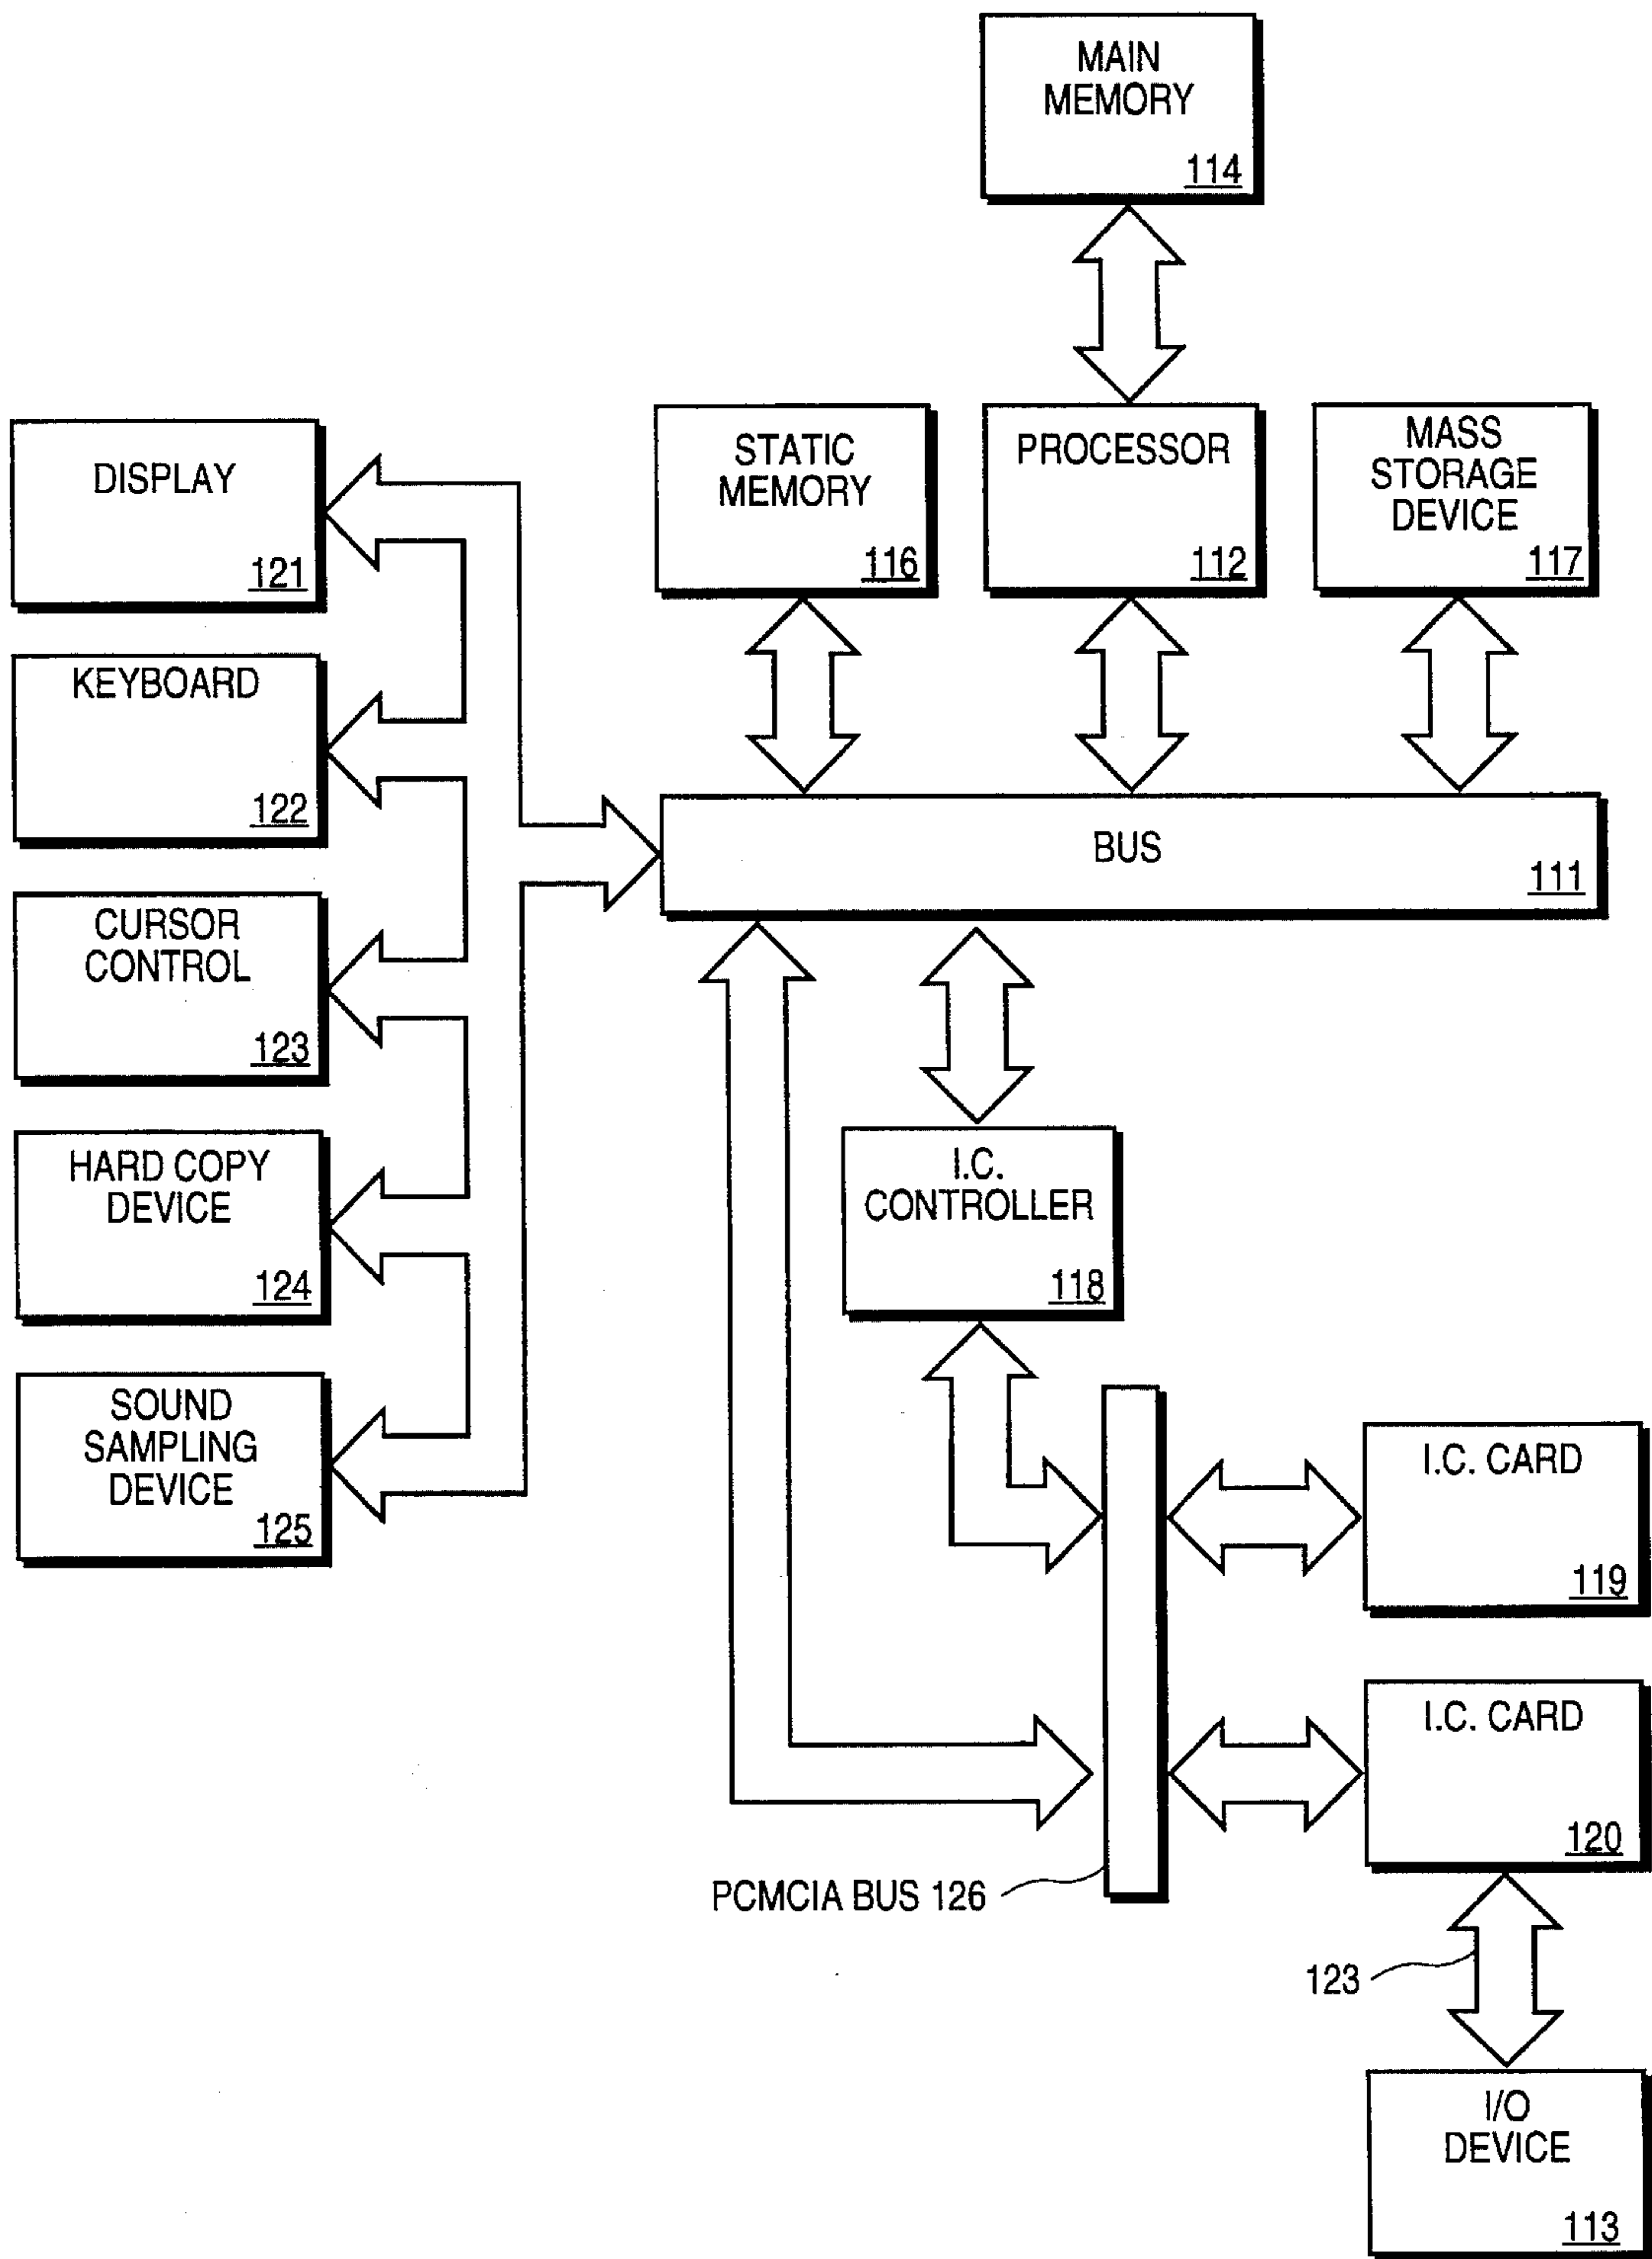 MAIN
MEMORY
114
DISPLAY
121
STATIC
MEMORY
116
PROCESSOR
112
MASS
STORAGE
DEVICE
117
KEYBOARD
122
BUS
111
CURSOR
CONTROL
123
HARD COPY
DEVICE
124
I.C.
CONTROLLER
118
SOUND
SAMPLING
DEVICE
125
I.C. CARD
119
I.C. CARD
120
PCMCIA BUS 126
123
I/O
DEVICE
113